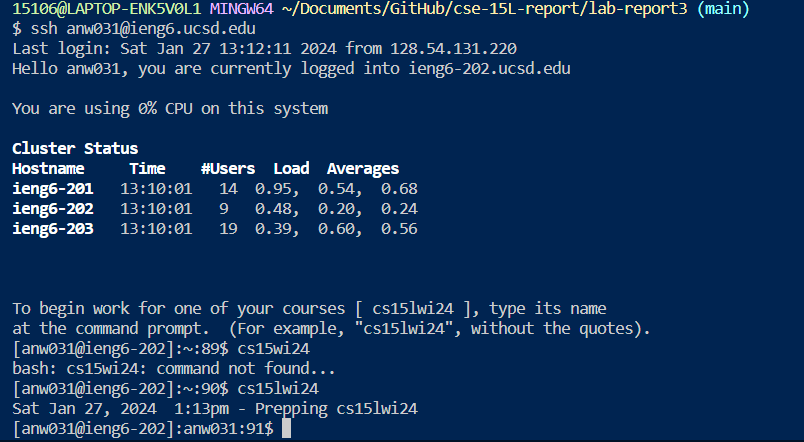 15106@LAPTOP-ENK5V0L1 MINGW64 ~/Documents/GitHub/cse-15L-report/lab-report3 (main)
$ ssh anw031@ieng6.ucsd.edu
Last login: Sat Jan 27 13:12:11 2024 from 128.54.131.220
Hello anw031, you are currently logged into ieng6-202.ucsd.edu
You are using 0% CPU on this system
Cluster Status
Hostname     Time    #Users  Load  Averages
ieng6-201   13:10:01   14  0.95,  0.54,  0.68
ieng6-202   13:10:01   9   0.48,  0.20,  0.24
ieng6-203   13:10:01   19  0.39,  0.60,  0.56
To begin work for one of your courses [ cs15lwi24 ], type its name
at the command prompt.  (For example, "cs15lwi24", without the quotes).
[anw031@ieng6-202]:~:89$ cs15wi24
bash: cs15wi24: command not found...
[anw031@ieng6-202]:~:90$ cs15lwi24
Sat Jan 27, 2024  1:13pm - Prepping cs15lwi24
[anw031@ieng6-202]:anw031:91$